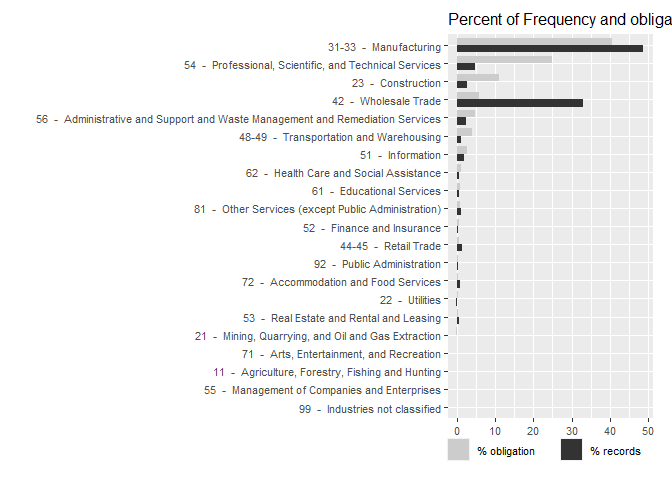 Percent of Frequency and obliga
31-33 - Manufacturing
54 - Professional, Scientific, and Technical Services
23 - Construction
42 - Wholesale Trade
56 - Administrative and Support and Waste Management and Remediation Services
48-49 - Transportation and Warehousing
51 - Information
62 - Health Care and Social Assistance
61 - Educational Services
81 - Other Services (except Public Administration)
52 - Finance and Insurance
44-45 - Retail Trade
92 - Public Administration
72 - Accommodation and Food Services
22 - Utilities
53 - Real Estate and Rental and Leasing
21 - Mining, Quarrying, and Oil and Gas Extraction
71 - Arts, Entertainment, and Recreation
11 - Agriculture, Forestry, Fishing and Hunting
55 - Management of Companies and Enterprises
99 - Industries not classified
0 10 20 30 40 50
% obligation % records